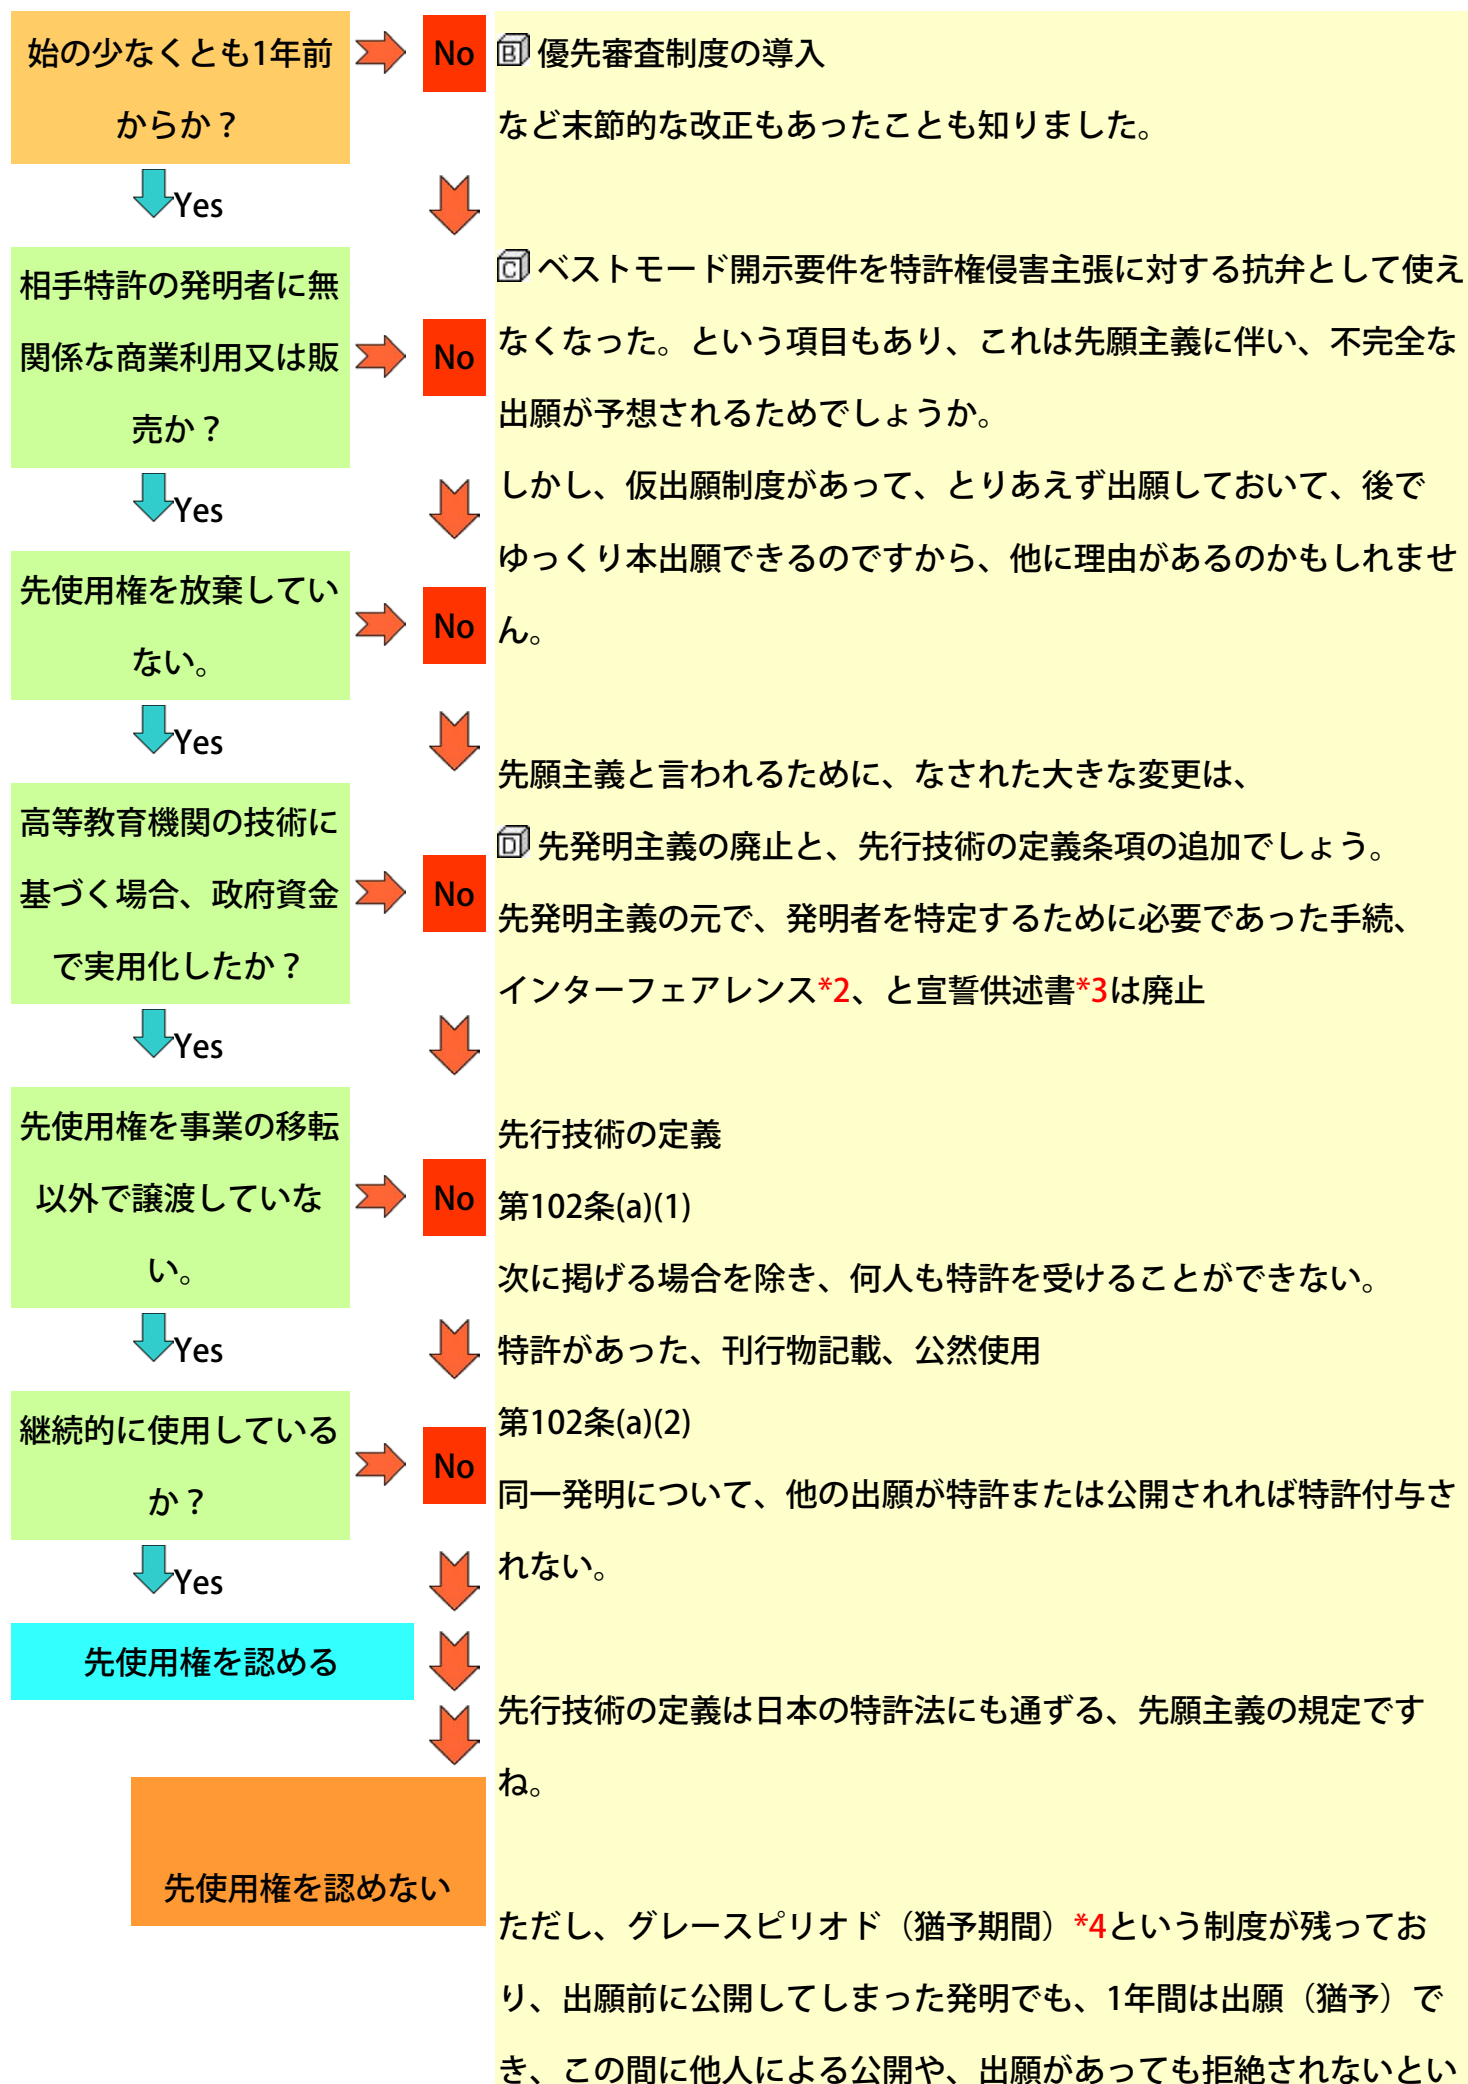 始の少なくとも1年前
からか？
No
Yes
相手特許の発明者に無
関係な商業利用又は販
売か？
No
Yes
先使用権を放棄してい
ない。
No
Yes
高等教育機関の技術に
基づく場合、政府資金
で実用化したか？
No
Yes
先使用権を事業の移転
以外で譲渡していな
い。
No
Yes
継続的に使用している
か？
No
Yes
先使用権を認める
先使用権を認めない
B 優先審査制度の導入
など末節的な改正もあったことも知りました。
C ベストモード開示要件を特許権侵害主張に対する抗弁として使え
なくなった。という項目もあり、これは先願主義に伴い、不完全な
出願が予想されるためでしょうか。
しかし、仮出願制度があって、とりあえず出願しておいて、後で
ゆっくり本出願できるのですから、他に理由があるのかもしれませ
ん。
先願主義と言われるために、なされた大きな変更は、
D 先発明主義の廃止と、先行技術の定義条項の追加でしょう。
先発明主義の元で、発明者を特定するために必要であった手続、
インターフェアレンス*2、と宣誓供述書*3は廃止
先行技術の定義
第102条(a)(1)
次に掲げる場合を除き、何人も特許を受けることができない。
特許があった、刊行物記載、公然使用
第102条(a)(2)
同一発明について、他の出願が特許または公開されれば特許付与さ
れない。
先行技術の定義は日本の特許法にも通ずる、先願主義の規定です
ね。
ただし、グレースピリオド（猶予期間）*4という制度が残ってお
り、出願前に公開してしまった発明でも、1年間は出願（猶予）で
き、この間に他人による公開や、出願があっても拒絶されないとい